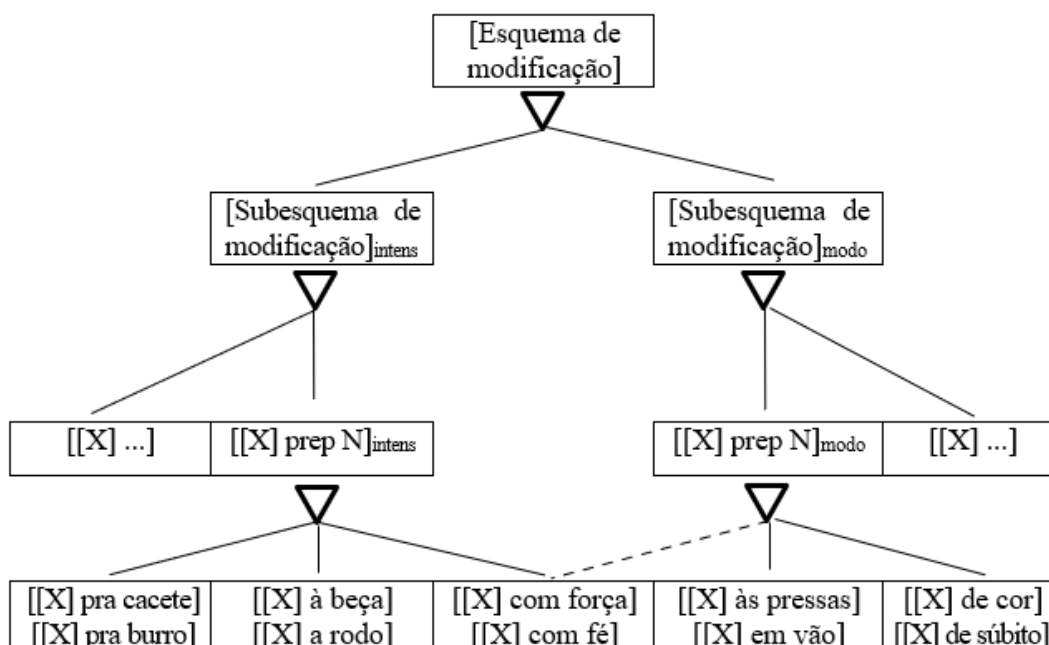 [Esquema de
modificação]
[Subesquema de
modificação]intens
[Subesquema de
modificação]modo
[[X] ...]
[[X] prep N]intens
[[X] prep N]modo
[[X] ...]
[[X] pra cacete]
[[X] pra burro]
[[X] à beça]
[[X] a rodo]
[[X] com força]
[[X] com fé]
[[X] às pressas]
[[X] em vão]
[[X] de cor]
[[X] de súbito]